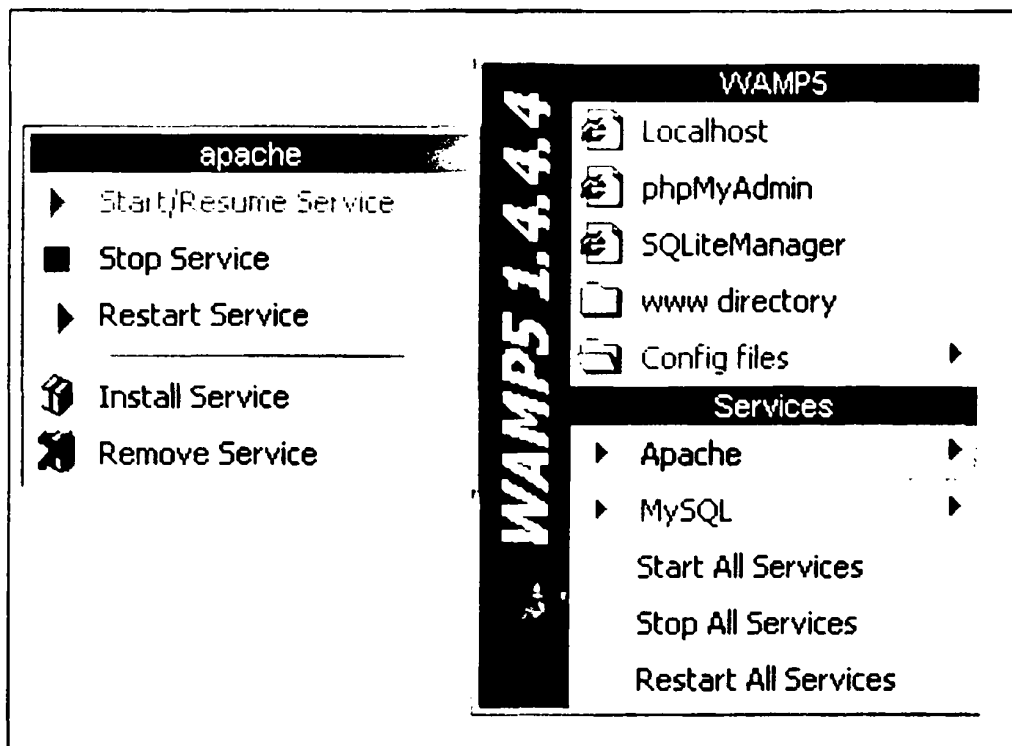 apache
Start/Resume Service
Stop Service
Restart Service
Install Service
Remove Service
WAMP5 1.4.4.4
WAMP5
Localhost
phpMyAdmin
SQLiteManager
www directory
Config files
Services
Apache
MySQL
Start All Services
Stop All Services
Restart All Services